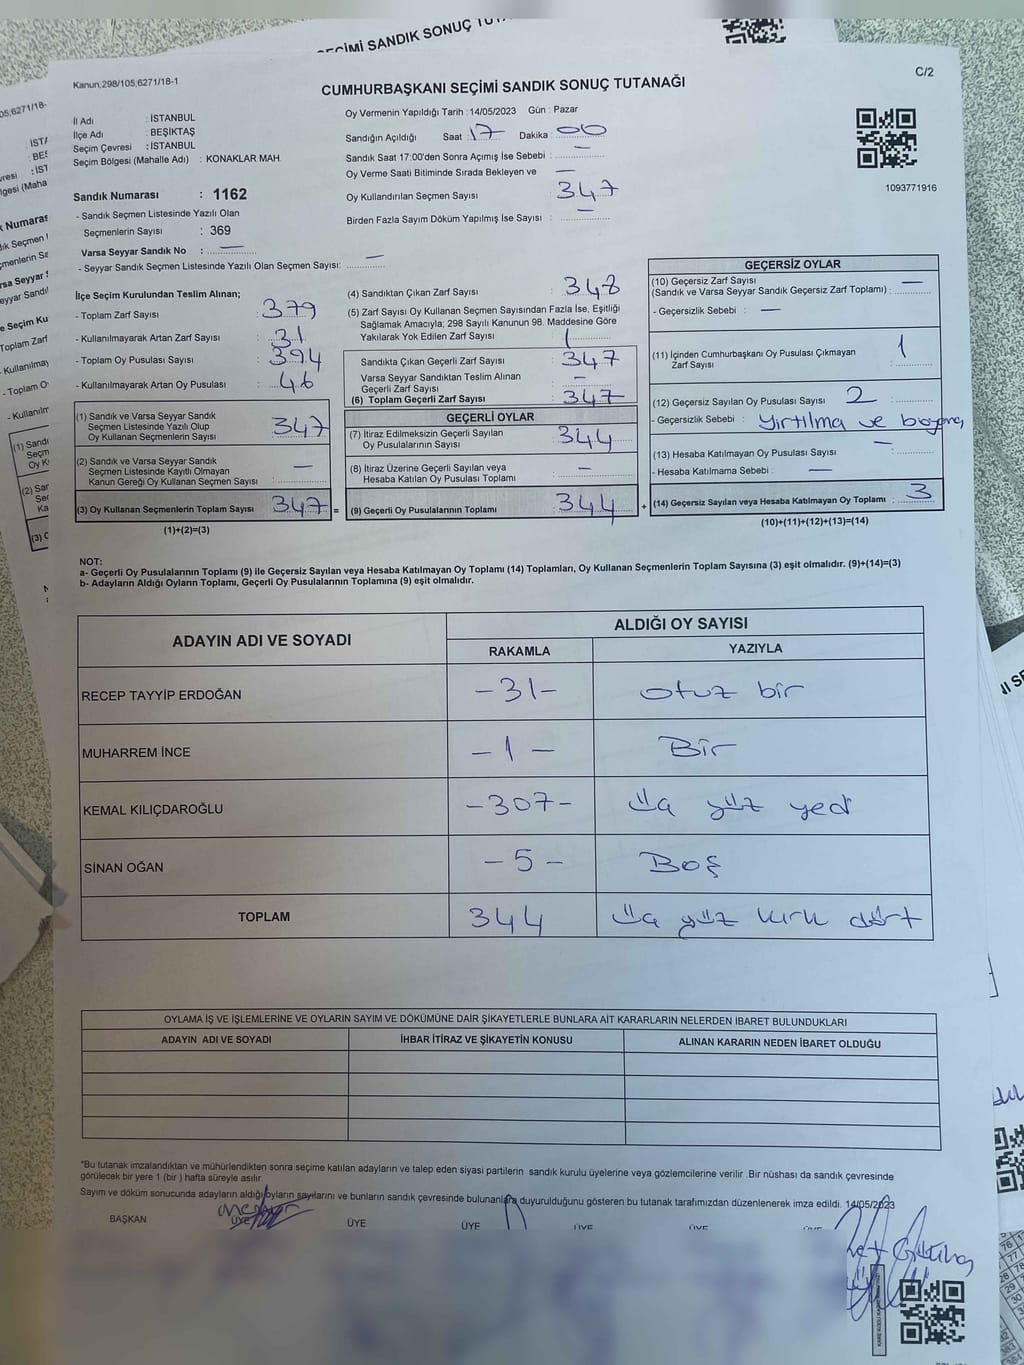 SEÇİMİ SANDIK SONUÇ
Kanun,298/105,6271/18-1
C/2
CUMHURBAŞKANI SEÇİMİ SANDIK SONUÇ TUTANAĞI
İl Adı : İSTANBUL
İlçe Adı : BEŞİKTAŞ
Seçim Çevresi : İSTANBUL
Seçim Bölgesi (Mahalle Adı) : KONAKLAR MAH.
Sandık Numarası : 1162
- Sandık Seçmen Listesinde Yazılı Olan
Seçmenlerin Sayısı : 369
Varsa Seyyar Sandık No : —
- Seyyar Sandık Seçmen Listesinde Yazılı Olan Seçmen Sayısı: —
Oy Vermenin Yapıldığı Tarih : 14/05/2023 Gün : Pazar
Sandığın Açıldığı Saat 17 Dakika 00
Sandık Saat 17:00'den Sonra Açımış İse Sebebi : —
Oy Verme Saati Bitiminde Sırada Bekleyen ve —
Oy Kullandırılan Seçmen Sayısı 347
Birden Fazla Sayım Döküm Yapılmış İse Sayısı : —
1093771916
İlçe Seçim Kurulundan Teslim Alınan;
- Toplam Zarf Sayısı : 379
- Kullanılmayarak Artan Zarf Sayısı : 31
- Toplam Oy Pusulası Sayısı : 394
- Kullanılmayarak Artan Oy Pusulası : 46
(1) Sandık ve Varsa Seyyar Sandık
Seçmen Listesinde Yazılı Olup
Oy Kullanan Seçmenlerin Sayısı 347
(2) Sandık ve Varsa Seyyar Sandık
Seçmen Listesinde Kayıtlı Olmayan
Kanun Gereği Oy Kullanan Seçmen Sayısı : —
(3) Oy Kullanan Seçmenlerin Toplam Sayısı 347 =
(1)+(2)=(3)
(4) Sandıktan Çıkan Zarf Sayısı : 348
(5) Zarf Sayısı Oy Kullanan Seçmen Sayısından Fazla İse, Eşitliği
Sağlamak Amacıyla; 298 Sayılı Kanunun 98. Maddesine Göre
Yakılarak Yok Edilen Zarf Sayısı : 1
Sandıkta Çıkan Geçerli Zarf Sayısı : 347
Varsa Seyyar Sandıktan Teslim Alınan
Geçerli Zarf Sayısı : —
(6) Toplam Geçerli Zarf Sayısı : 347
GEÇERLİ OYLAR
(7) İtiraz Edilmeksizin Geçerli Sayılan
Oy Pusulalarının Sayısı : 344
(8) İtiraz Üzerine Geçerli Sayılan veya
Hesaba Katılan Oy Pusulası Toplamı : —
(9) Geçerli Oy Pusulalarının Toplamı : 344 +
GEÇERSİZ OYLAR
(10) Geçersiz Zarf Sayısı —
(Sandık ve Varsa Seyyar Sandık Geçersiz Zarf Toplamı) :
- Geçersizlik Sebebi : —
(11) İçinden Cumhurbaşkanı Oy Pusulası Çıkmayan
Zarf Sayısı : 1
(12) Geçersiz Sayılan Oy Pusulası Sayısı 2
- Geçersizlik Sebebi : Yırtılma ve
(13) Hesaba Katılmayan Oy Pusulası Sayısı : —
- Hesaba Katılmama Sebebi : —
(14) Geçersiz Sayılan veya Hesaba Katılmayan Oy Toplamı : 3
(10)+(11)+(12)+(13)=(14)
NOT:
a- Geçerli Oy Pusulalarının Toplamı (9) ile Geçersiz Sayılan veya Hesaba Katılmayan Oy Toplamı (14) Toplamları, Oy Kullanan Seçmenlerin Toplam Sayısına (3) eşit olmalıdır. (9)+(14)=(3)
b- Adayların Aldığı Oyların Toplamı, Geçerli Oy Pusulalarının Toplamına (9) eşit olmalıdır.
ADAYIN ADI VE SOYADI ALDIĞI OY SAYISI
RAKAMLA YAZIYLA
RECEP TAYYİP ERDOĞAN -31- otuz bir
MUHARREM İNCE -1- Bir
KEMAL KILIÇDAROĞLU -307- Üç yüz yedi
SİNAN OĞAN -5- Beş
TOPLAM 344 Üç yüz kırk dört
OYLAMA İŞ VE İŞLEMLERİNE VE OYLARIN SAYIM VE DÖKÜMÜNE DAİR ŞİKAYETLERLE BUNLARA AİT KARARLARIN NELERDEN İBARET BULUNDUKLARI
ADAYIN ADI VE SOYADI İHBAR İTİRAZ VE ŞİKAYETİN KONUSU ALINAN KARARIN NEDEN İBARET OLDUĞU
*Bu tutanak imzalandıktan ve mühürlendikten sonra seçime katılan adayların ve talep eden siyasi partilerin sandık kurulu üyelerine veya gözlemcilerine verilir. Bir nüshası da sandık çevresinde
görülecek bir yere 1 (bir ) hafta süreyle asılır.
Sayım ve döküm sonucunda adayların aldığı oyların sayılarını ve bunların sandık çevresinde bulunanlara duyurulduğunu gösteren bu tutanak tarafımızdan düzenlenerek imza edildi. 14/05/2023
BAŞKAN ÜYE ÜYE ÜYE ÜYE ÜYE ÜYE